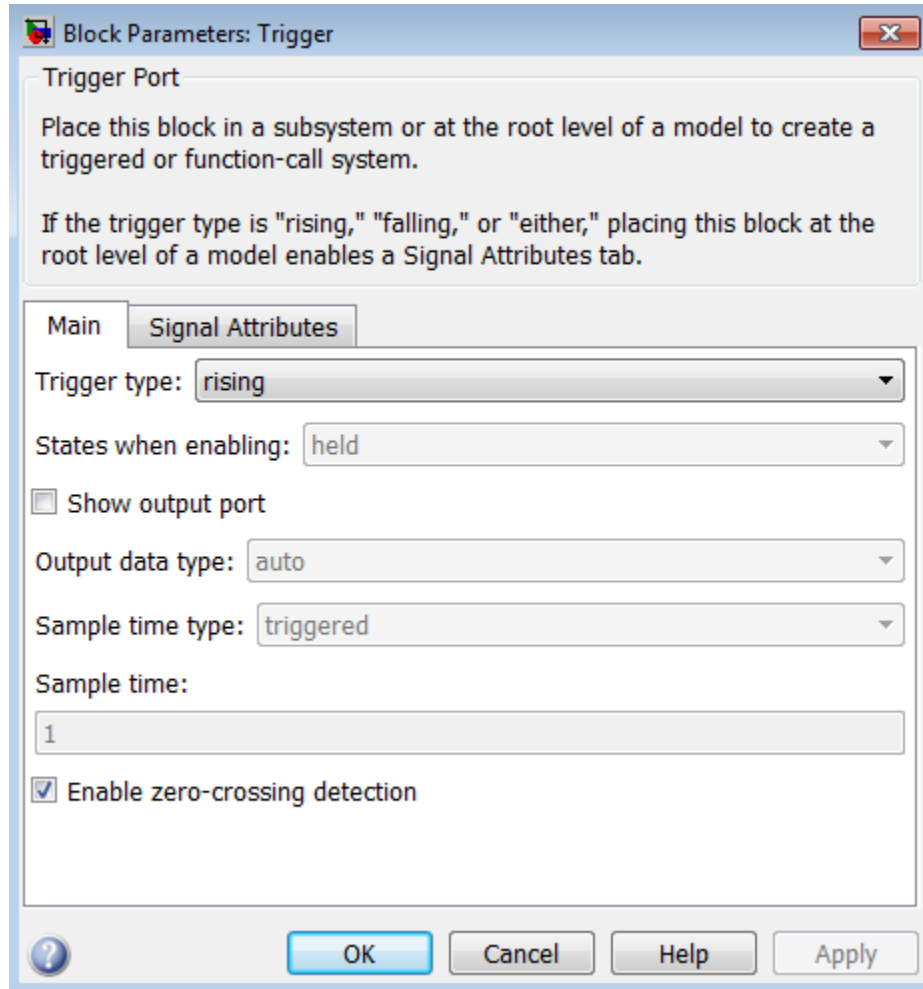 Block Parameters: Trigger
Trigger Port
Place this block in a subsystem or at the root level of a model to create a
triggered or function-call system.
If the trigger type is "rising," "falling," or "either," placing this block at the
root level of a model enables a Signal Attributes tab.
Main Signal Attributes
Trigger type: rising
States when enabling: held
Show output port
Output data type: auto
Sample time type: triggered
Sample time:
1
Enable zero-crossing detection
? OK Cancel Help Apply